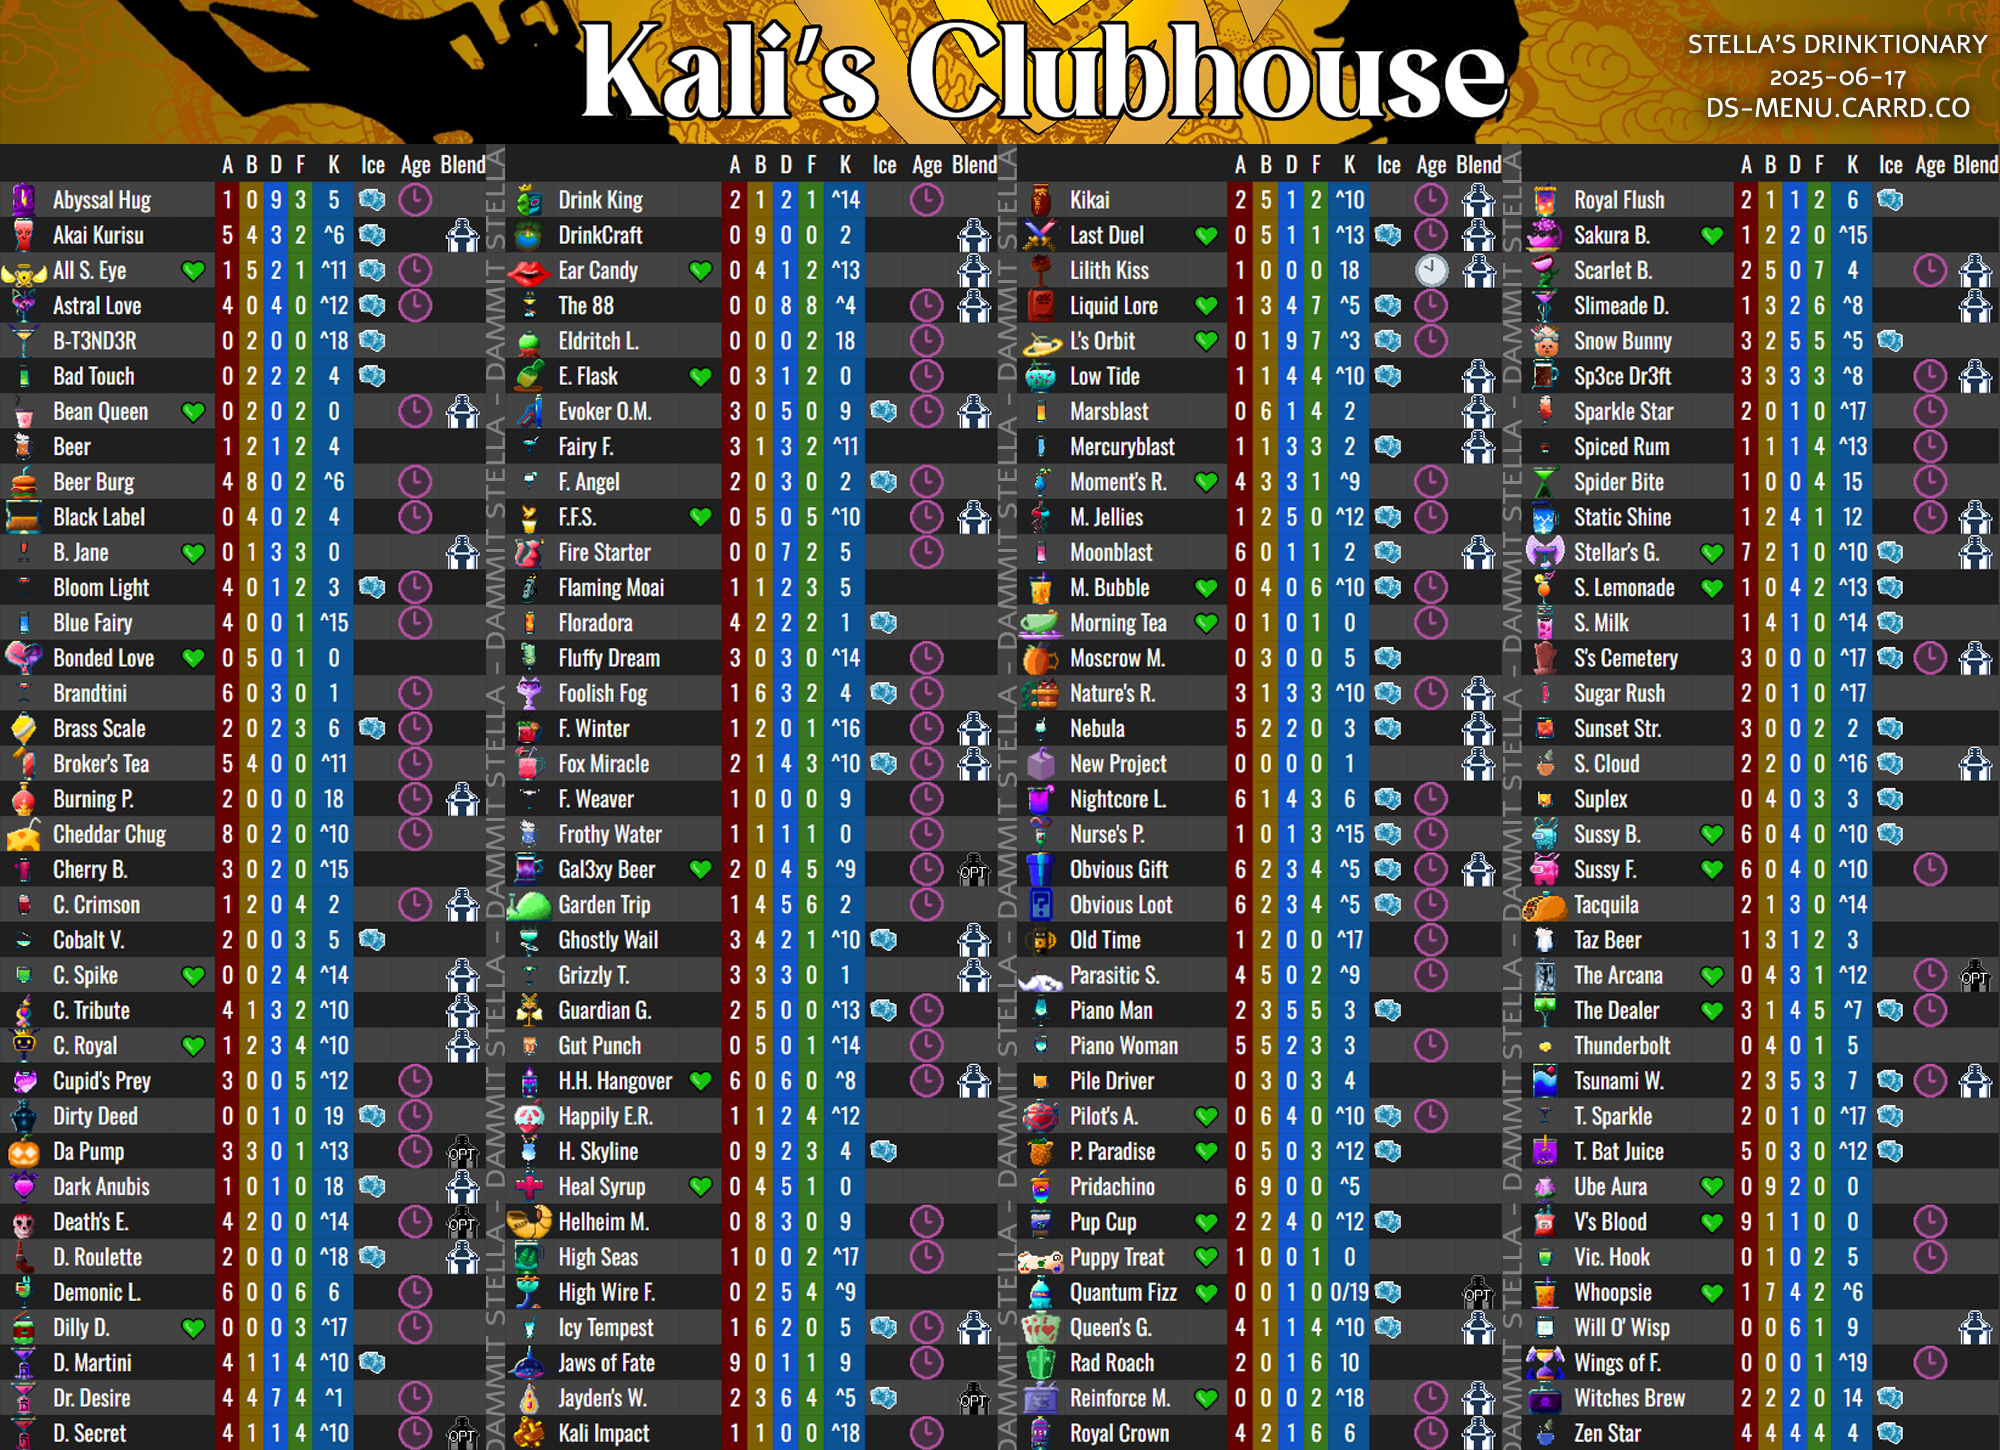 Kali's Clubhouse
STELLA'S DRINKTIONARY
2025-06-17
DS-MENU.CARRD.CO
A B D F K Ice Age Blend
Abyssal Hug 1 0 9 3 5
Akai Kurisu 5 4 3 2 ^6
All S. Eye 1 5 2 1 ^11
Astral Love 4 0 4 0 ^12
B-T3ND3R 0 2 0 0 ^18
Bad Touch 0 2 2 2 4
Bean Queen 0 2 0 2 0
Beer 1 2 1 2 4
Beer Burg 4 8 0 2 ^6
Black Label 0 4 0 2 4
B. Jane 0 1 3 3 0
Bloom Light 4 0 1 2 3
Blue Fairy 4 0 0 1 ^15
Bonded Love 0 5 0 1 0
Brandtini 6 0 3 0 1
Brass Scale 2 0 2 3 6
Broker's Tea 5 4 0 0 ^11
Burning P. 2 0 0 0 18
Cheddar Chug 8 0 2 0 ^10
Cherry B. 3 0 2 0 ^15
C. Crimson 1 2 0 4 2
Cobalt V. 2 0 0 3 5
C. Spike 0 0 2 4 ^14
C. Tribute 4 1 3 2 ^10
C. Royal 1 2 3 4 ^10
Cupid's Prey 3 0 0 5 ^12
Dirty Deed 0 0 1 0 19
Da Pump 3 3 0 1 ^13 OPT
Dark Anubis 1 0 1 0 18
Death's E. 4 2 0 0 ^14 OPT
D. Roulette 2 0 0 0 ^18
Demonic L. 6 0 0 6 6
Dilly D. 0 0 0 3 ^17
D. Martini 4 1 1 4 ^10
Dr. Desire 4 4 7 4 ^1
D. Secret 4 1 1 4 ^10 OPT
DAMMIT STELLA - DAMMIT STELLA - DAMMIT STELLA - DAMMIT STELLA - DAMMIT STELLA
A B D F K Ice Age Blend
Drink King 2 1 2 1 ^14
DrinkCraft 0 9 0 0 2
Ear Candy 0 4 1 2 ^13
The 88 0 0 8 8 ^4
Eldritch L. 0 0 0 2 18
E. Flask 0 3 1 2 0
Evoker O.M. 3 0 5 0 9
Fairy F. 3 1 3 2 ^11
F. Angel 2 0 3 0 2
F.F.S. 0 5 0 5 ^10
Fire Starter 0 0 7 2 5
Flaming Moai 1 1 2 3 5
Floradora 4 2 2 2 1
Fluffy Dream 3 0 3 0 ^14
Foolish Fog 1 6 3 2 4
F. Winter 1 2 0 1 ^16
Fox Miracle 2 1 4 3 ^10
F. Weaver 1 0 0 0 9
Frothy Water 1 1 1 1 0
Gal3xy Beer 2 0 4 5 ^9 OPT
Garden Trip 1 4 5 6 2
Ghostly Wail 3 4 2 1 ^10
Grizzly T. 3 3 3 0 1
Guardian G. 2 5 0 0 ^13
Gut Punch 0 5 0 1 ^14
H.H. Hangover 6 0 6 0 ^8
Happily E.R. 1 1 2 4 ^12
H. Skyline 0 9 2 3 4
Heal Syrup 0 4 5 1 0
Helheim M. 0 8 3 0 9
High Seas 1 0 0 2 ^17
High Wire F. 0 2 5 4 ^9
Icy Tempest 1 6 2 0 5
Jaws of Fate 9 0 1 1 9
Jayden's W. 2 3 6 4 ^5 OPT
Kali Impact 1 1 0 0 ^18
DAMMIT STELLA - DAMMIT STELLA - DAMMIT STELLA - DAMMIT STELLA - DAMMIT STELLA
A B D F K Ice Age Blend
Kikai 2 5 1 2 ^10
Last Duel 0 5 1 1 ^13
Lilith Kiss 1 0 0 0 18
Liquid Lore 1 3 4 7 ^5
L's Orbit 0 1 9 7 ^3
Low Tide 1 1 4 4 ^10
Marsblast 0 6 1 4 2
Mercuryblast 1 1 3 3 2
Moment's R. 4 3 3 1 ^9
M. Jellies 1 2 5 0 ^12
Moonblast 6 0 1 1 2
M. Bubble 0 4 0 6 ^10
Morning Tea 0 1 0 1 0
Moscrow M. 0 3 0 0 5
Nature's R. 3 1 3 3 ^10
Nebula 5 2 2 0 3
New Project 0 0 0 0 1
Nightcore L. 6 1 4 3 6
Nurse's P. 1 0 1 3 ^15
Obvious Gift 6 2 3 4 ^5
Obvious Loot 6 2 3 4 ^5
Old Time 1 2 0 0 ^17
Parasitic S. 4 5 0 2 ^9
Piano Man 2 3 5 5 3
Piano Woman 5 5 2 3 3
Pile Driver 0 3 0 3 4
Pilot's A. 0 6 4 0 ^10
P. Paradise 0 5 0 3 ^12
Pridachino 6 9 0 0 ^5
Pup Cup 2 2 4 0 ^12
Puppy Treat 1 0 0 1 0
Quantum Fizz 0 0 1 0 0/19 OPT
Queen's G. 4 1 1 4 ^10
Rad Roach 2 0 1 6 10
Reinforce M. 0 0 0 2 ^18
Royal Crown 4 2 1 6 6
DAMMIT STELLA - DAMMIT STELLA - DAMMIT STELLA - DAMMIT STELLA - DAMMIT STELLA
A B D F K Ice Age Blend
Royal Flush 2 1 1 2 6
Sakura B. 1 2 2 0 ^15
Scarlet B. 2 5 0 7 4
Slimeade D. 1 3 2 6 ^8
Snow Bunny 3 2 5 5 ^5
Sp3ce Dr3ft 3 3 3 3 ^8
Sparkle Star 2 0 1 0 ^17
Spiced Rum 1 1 1 4 ^13
Spider Bite 1 0 0 4 15
Static Shine 1 2 4 1 12
Stellar's G. 7 2 1 0 ^10
S. Lemonade 1 0 4 2 ^13
S. Milk 1 4 1 0 ^14
S's Cemetery 3 0 0 0 ^17
Sugar Rush 2 0 1 0 ^17
Sunset Str. 3 0 0 2 2
S. Cloud 2 2 0 0 ^16
Suplex 0 4 0 3 3
Sussy B. 6 0 4 0 ^10
Sussy F. 6 0 4 0 ^10
Tacquila 2 1 3 0 ^14
Taz Beer 1 3 1 2 3
The Arcana 0 4 3 1 ^12 OPT
The Dealer 3 1 4 5 ^7
Thunderbolt 0 4 0 1 5
Tsunami W. 2 3 5 3 7
T. Sparkle 2 0 1 0 ^17
T. Bat Juice 5 0 3 0 ^12
Ube Aura 0 9 2 0 0
V's Blood 9 1 1 0 0
Vic. Hook 0 1 0 2 5
Whoopsie 1 7 4 2 ^6
Will O' Wisp 0 0 6 1 9
Wings of F. 0 0 0 1 ^19
Witches Brew 2 2 2 0 14
Zen Star 4 4 4 4 4